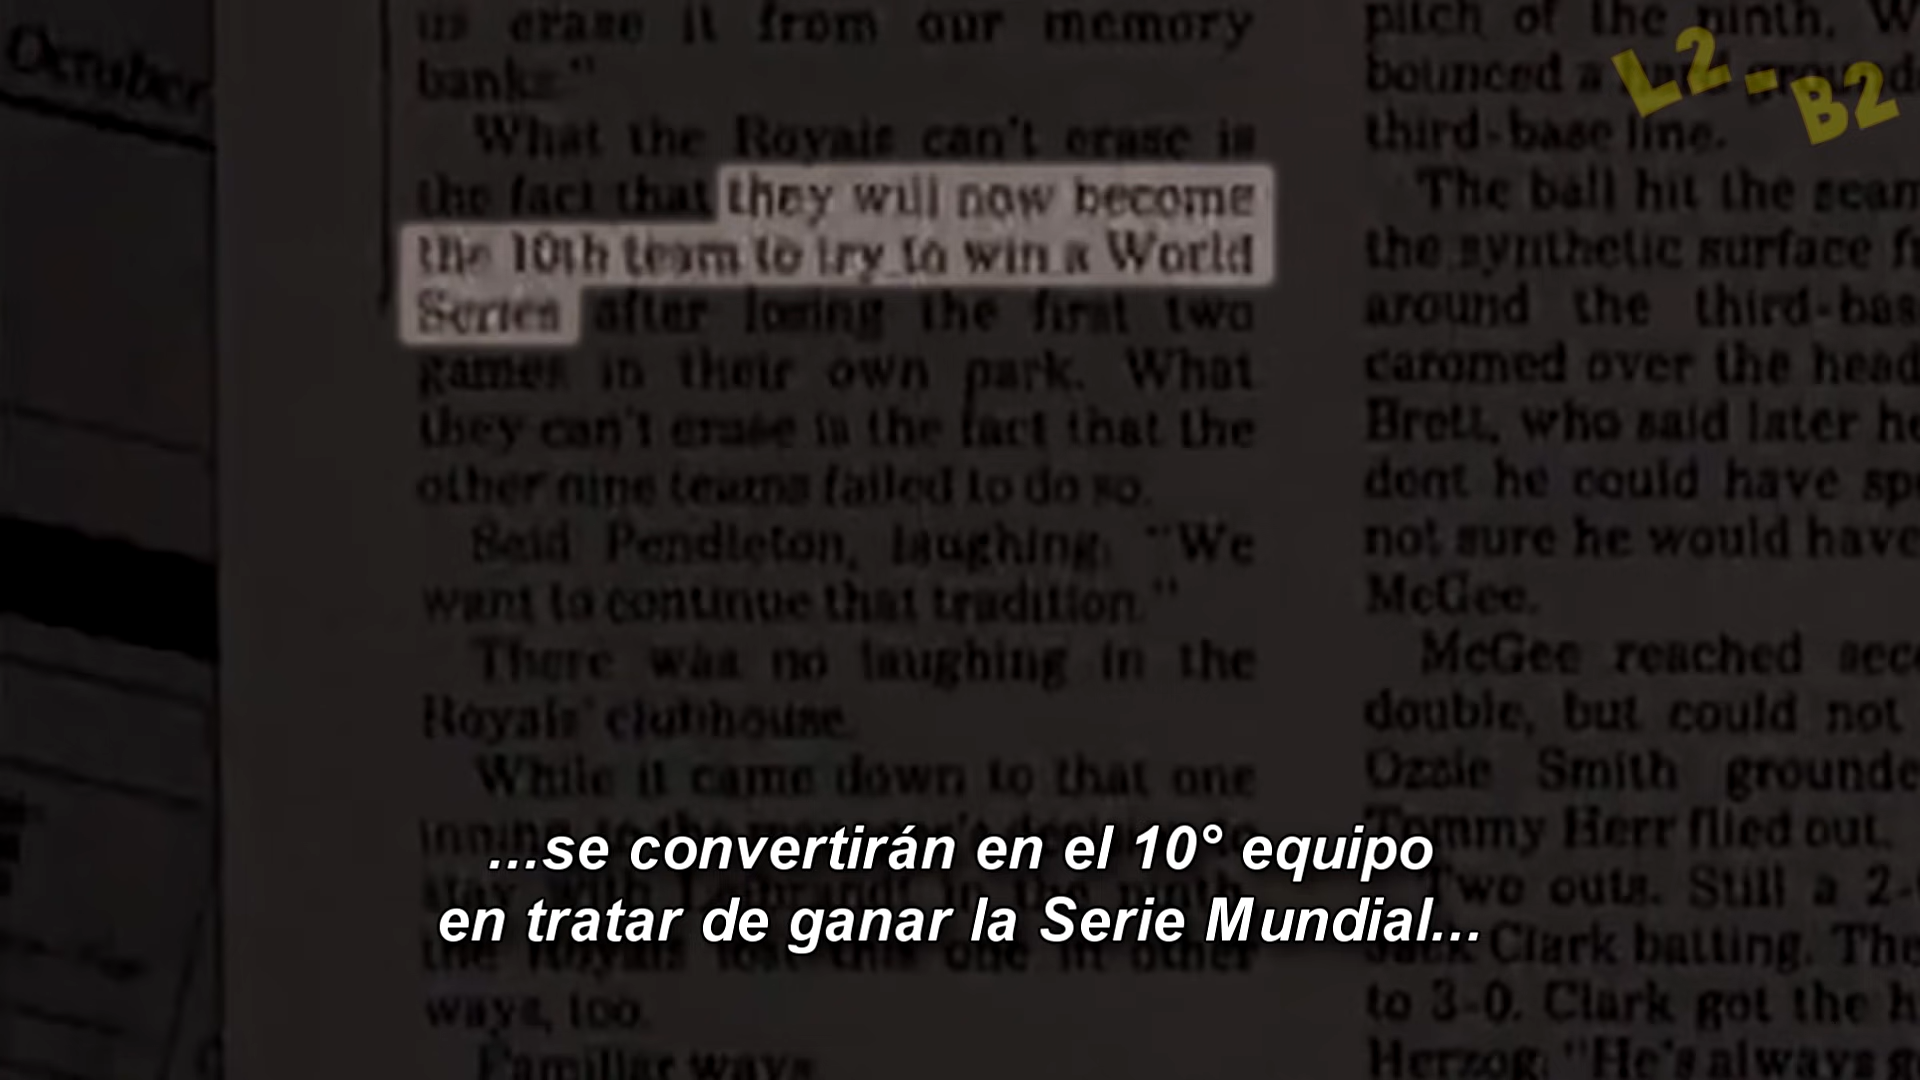 October
us erase it from our memory
banks."
What the Royals can't erase is
the fact that they will now become
the 10th team to try to win a World
Series after losing the first two
games in their own park. What
they can't erase is the fact that the
other nine teams failed to do so.
Said Pendleton, laughing: "We
want to continue that tradition."
There was no laughing in the
Royals' clubhouse.
While it came down to that one
the Royals lost this one in other
ways, too.
Familiar ways
pitch of the ninth, W
bounced a
third-base line.
The ball hit the seam
the synthetic surface
around the third-bas
caromed over the head
Brett, who said later he
dent he could have
not sure he would have
McGee.
McGee reached
double, but could not
Ozzie Smith grounde
Tommy Herr flied out.
Two outs. Still a 2-
Clark batting. The
to 3-0. Clark got the h
Herzog: "He's always
L2-B2
...se convertirán en el 10° equipo
en tratar de ganar la Serie Mundial...